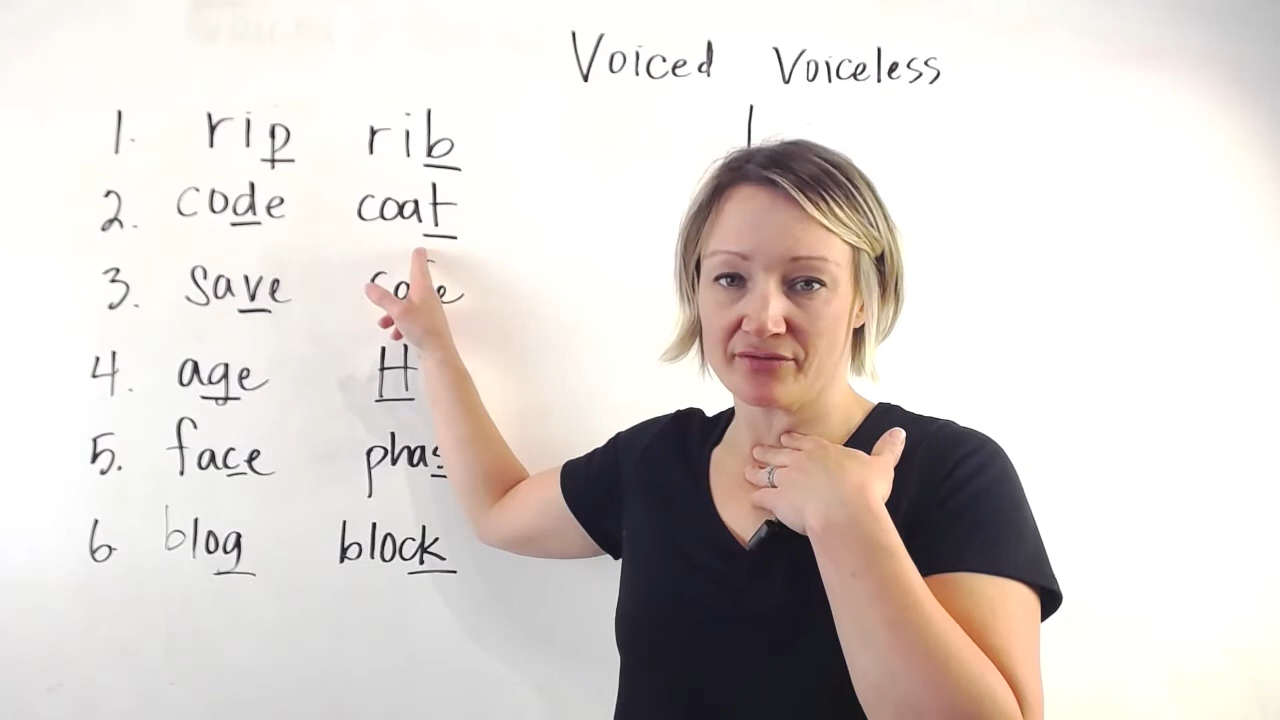 Voiced Voiceless
1. rip rib
2. code coat
3. save
4. age H
5. face
6 blog block